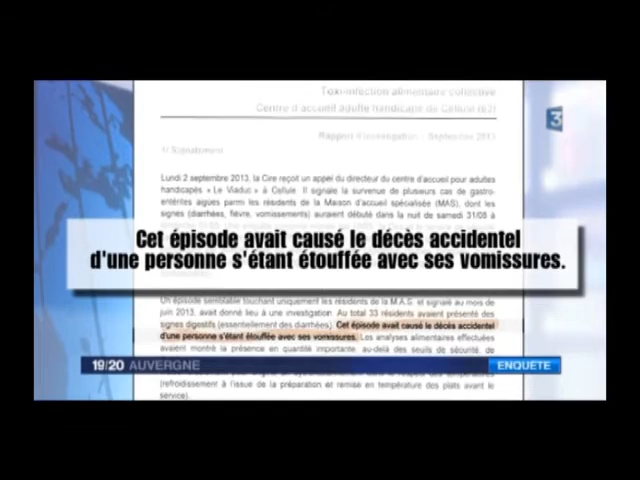 Toxi-infection alimentaire collective
Centre d'accueil adulte handicapé de Cellule (62)
Rapport d'investigation - Septembre 2013
1/ Signalement
Lundi 2 septembre 2013, la Cire reçoit un appel du directeur du centre d'accueil pour adultes
handicapés « Le Viaduc » à Cellule. Il signale la survenue de plusieurs cas de gastro-
entérites aigües parmi les résidents de la Maison d'accueil spécialisée (MAS), dont les
signes (diarrhées, fièvre, vomissements) auraient débuté dans la nuit de samedi 31/08 à
Cet épisode avait causé le décès accidentel
d'une personne s'étant étouffée avec ses vomissures.
Un épisode semblable touchant uniquement les résidents de la M.A.S. et signalé au mois de
juin 2013, avait donné lieu à une investigation. Au total 33 résidents avaient présenté des
signes digestifs (essentiellement des diarrhées). Cet épisode avait causé le décès accidentel
d'une personne s'étant étouffée avec ses vomissures. Les analyses alimentaires effectuées
avaient montré la présence en quantité importante, au-delà des seuils de sécurité, de
19/20 AUVERGNE
ENQUETE
(refroidissement à l'issue de la préparation et remise en température des plats avant le
service).
3